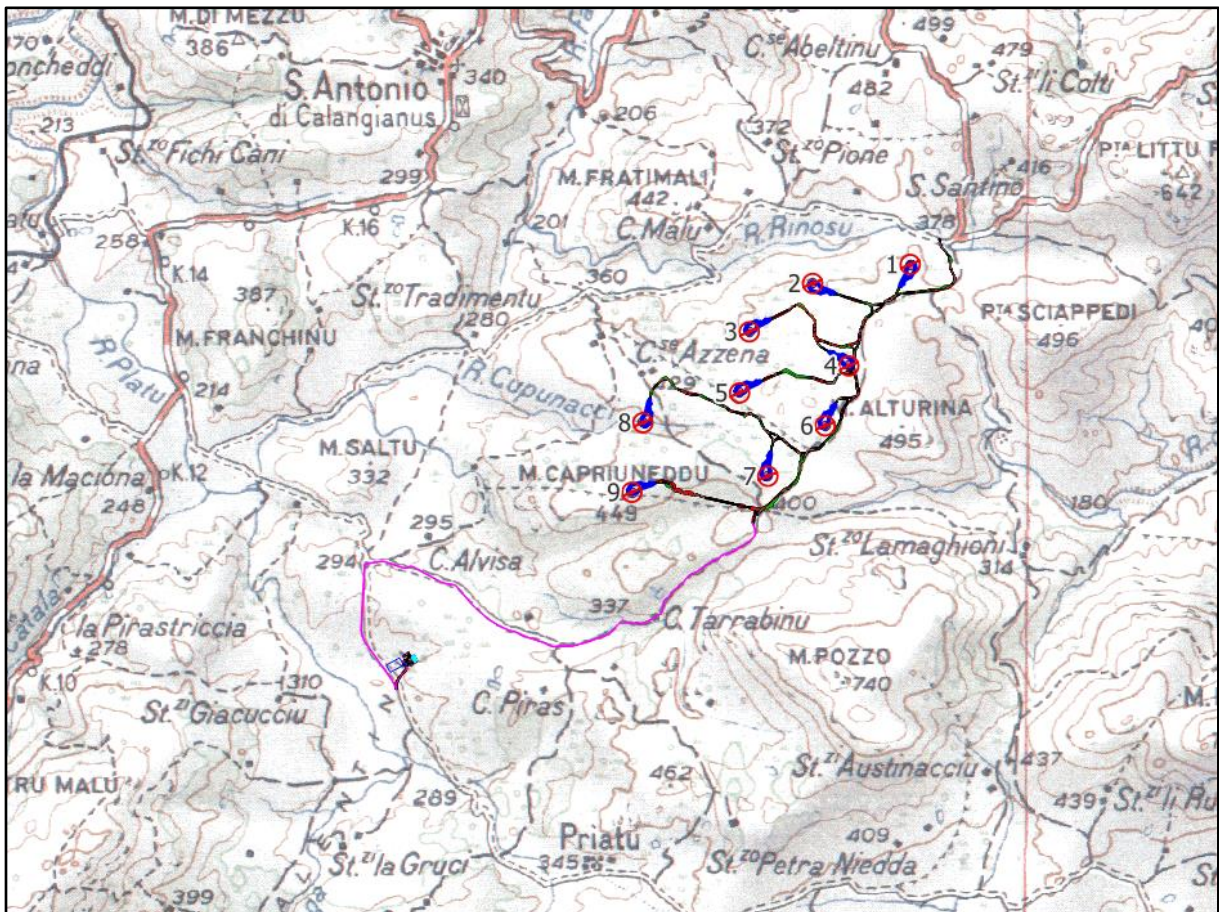 M. DI MEZZU
386
499
C.se Abeltinu
479
340
S. Antonio
di Calangianus
482
St.zi li Colti
213
206
372
St.zo Fichi Cani
St.zo Pione
299
M. FRATIMALI
442
416
P.TA LITTU
642
S. Santino
K.16
201
C. Malu
R. Rinosu
378
258
K.14
360
1
2
387
St.zo Tradimentu
280
3
P.TA SCIAPPEDI
496
M. FRANCHINU
C.se Azzena
4
R. Platu
214
R. Cupunacci
5
8
6
ALTURINA
495
M. SALTU
332
la Maciona
K.12
M. CAPRIUNEDDU
7
248
9
449
400
180
295
St.zo Lamaghioni
294
C. Alvisa
314
337
C. Tarrabinu
la Pirastriccia
278
M. POZZO
740
K.10
310
C. Piras
St.zi Giacucciu
St.zi Austinacciu
437
462
RU MALU
289
439
St.zi li
Priatu
409
St.zi la Gruci
345
St.zo Petra Niedda
399